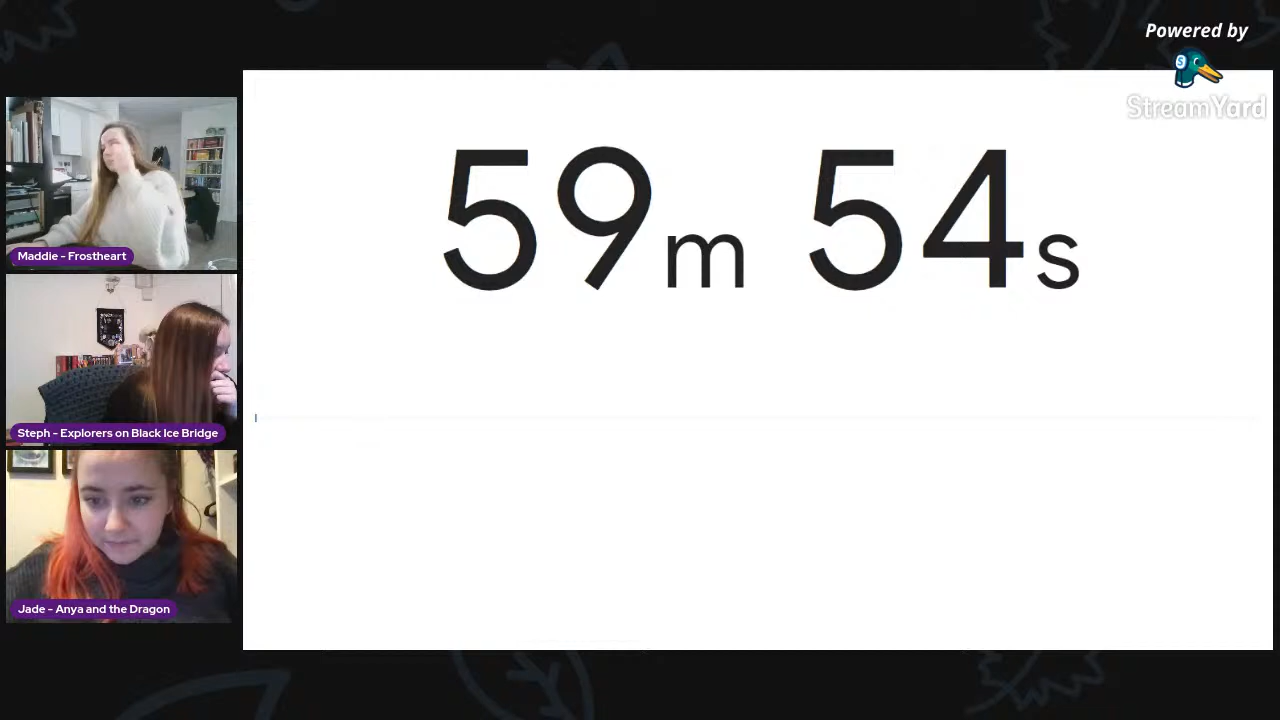 Powered by
StreamYard
59m 54s
Maddie - Frostheart
Steph - Explorers on Black Ice Bridge
Jade - Anya and the Dragon